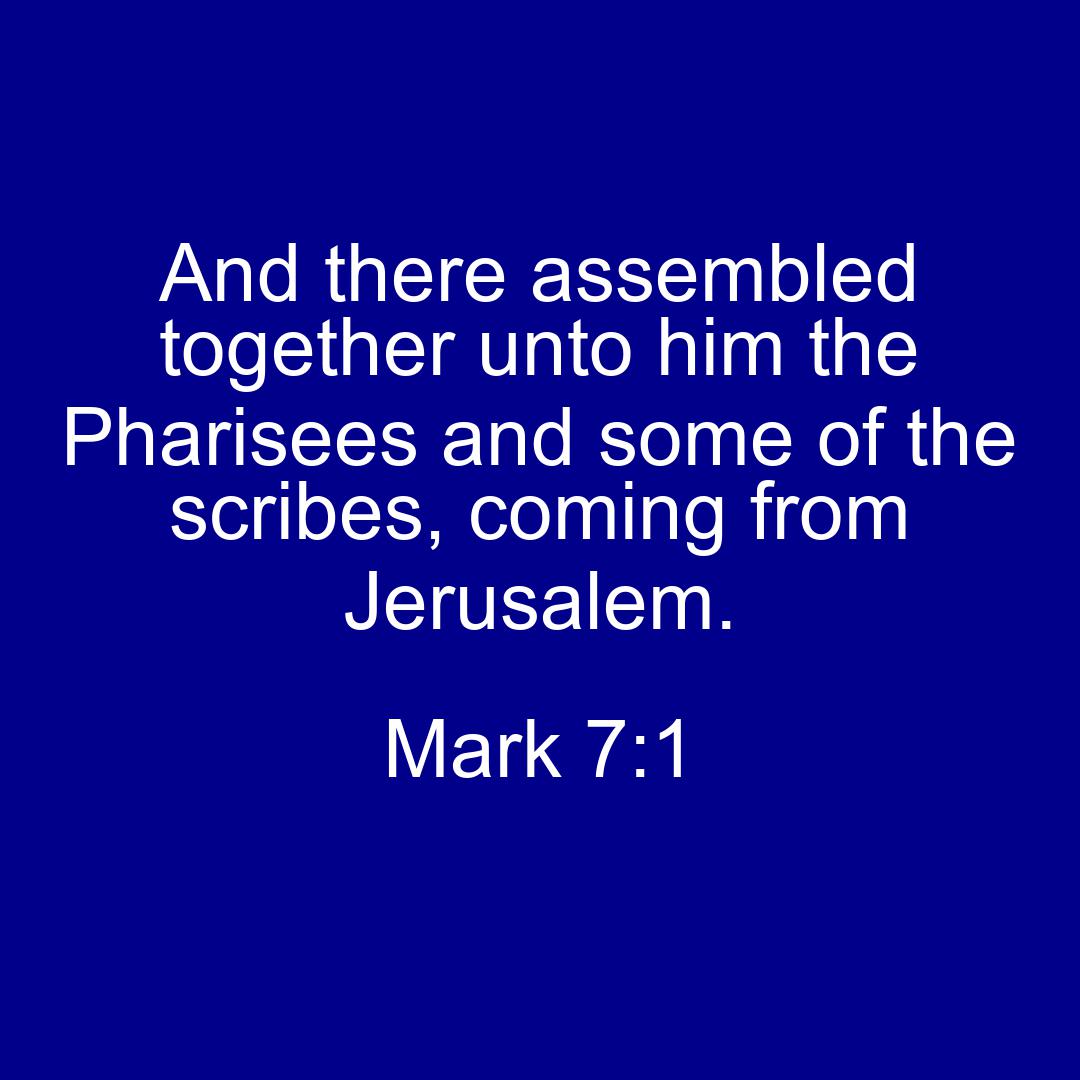 And there assembled
together unto him the
Pharisees and some of the
scribes, coming from
Jerusalem.
Mark 7:1